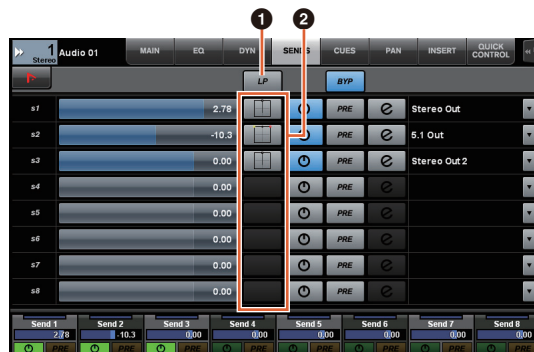 1 2
1 Audio 01 MAIN EQ DYN SENDS CUES PAN INSERT QUICK CONTROL
Stereo
LP BYP
s1 2.78 PRE e Stereo Out
s2 -10.3 PRE e 5.1 Out
s3 0.00 PRE e Stereo Out 2
s4 0.00 PRE e
s5 0.00 PRE e
s6 0.00 PRE e
s7 0.00 PRE e
s8 0.00 PRE e
Send 1 Send 2 Send 3 Send 4 Send 5 Send 6 Send 7 Send 8
2.78 -10.3 0.00 0.00 0.00 0.00 0.00 0.00
PRE PRE PRE PRE PRE PRE PRE PRE